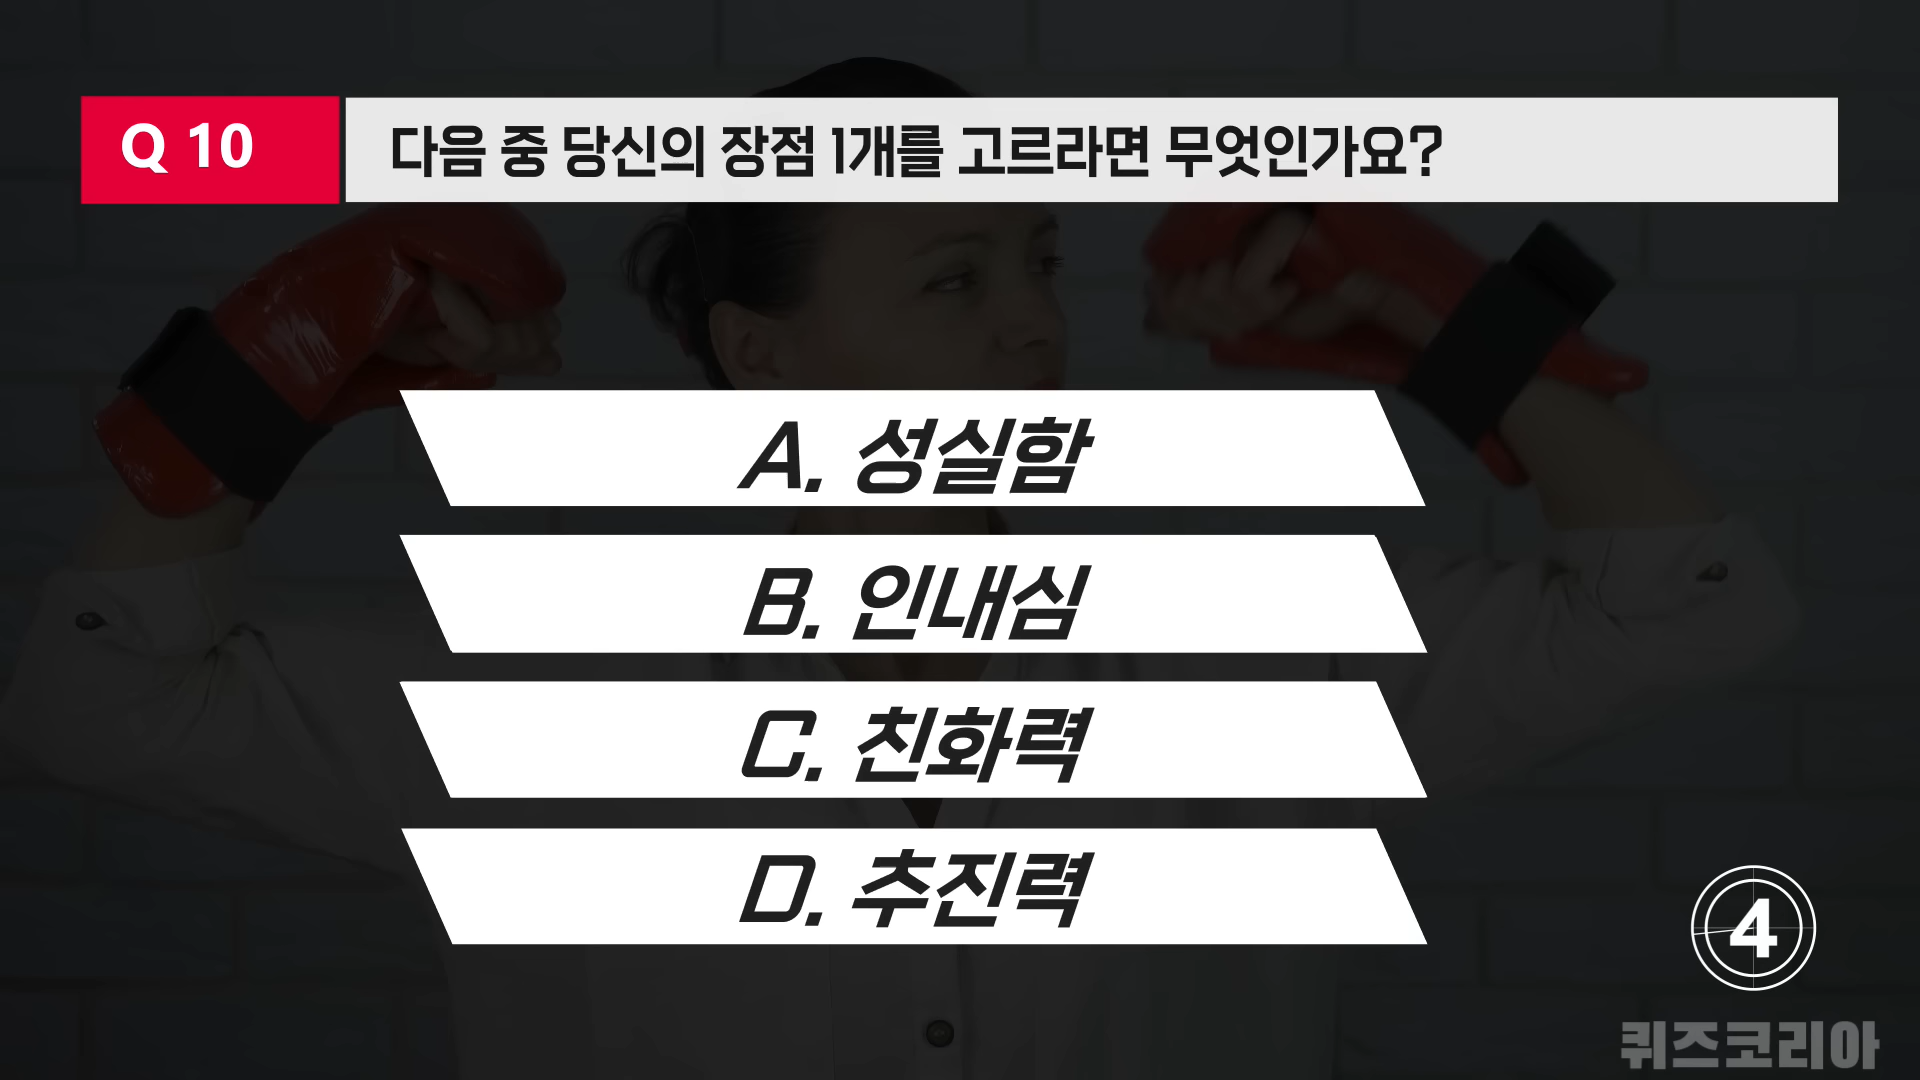 Q 10
다음 중 당신의 장점 1개를 고르라면 무엇인가요?
A. 성실함
B. 인내심
C. 친화력
D. 추진력
4
퀴즈코리아